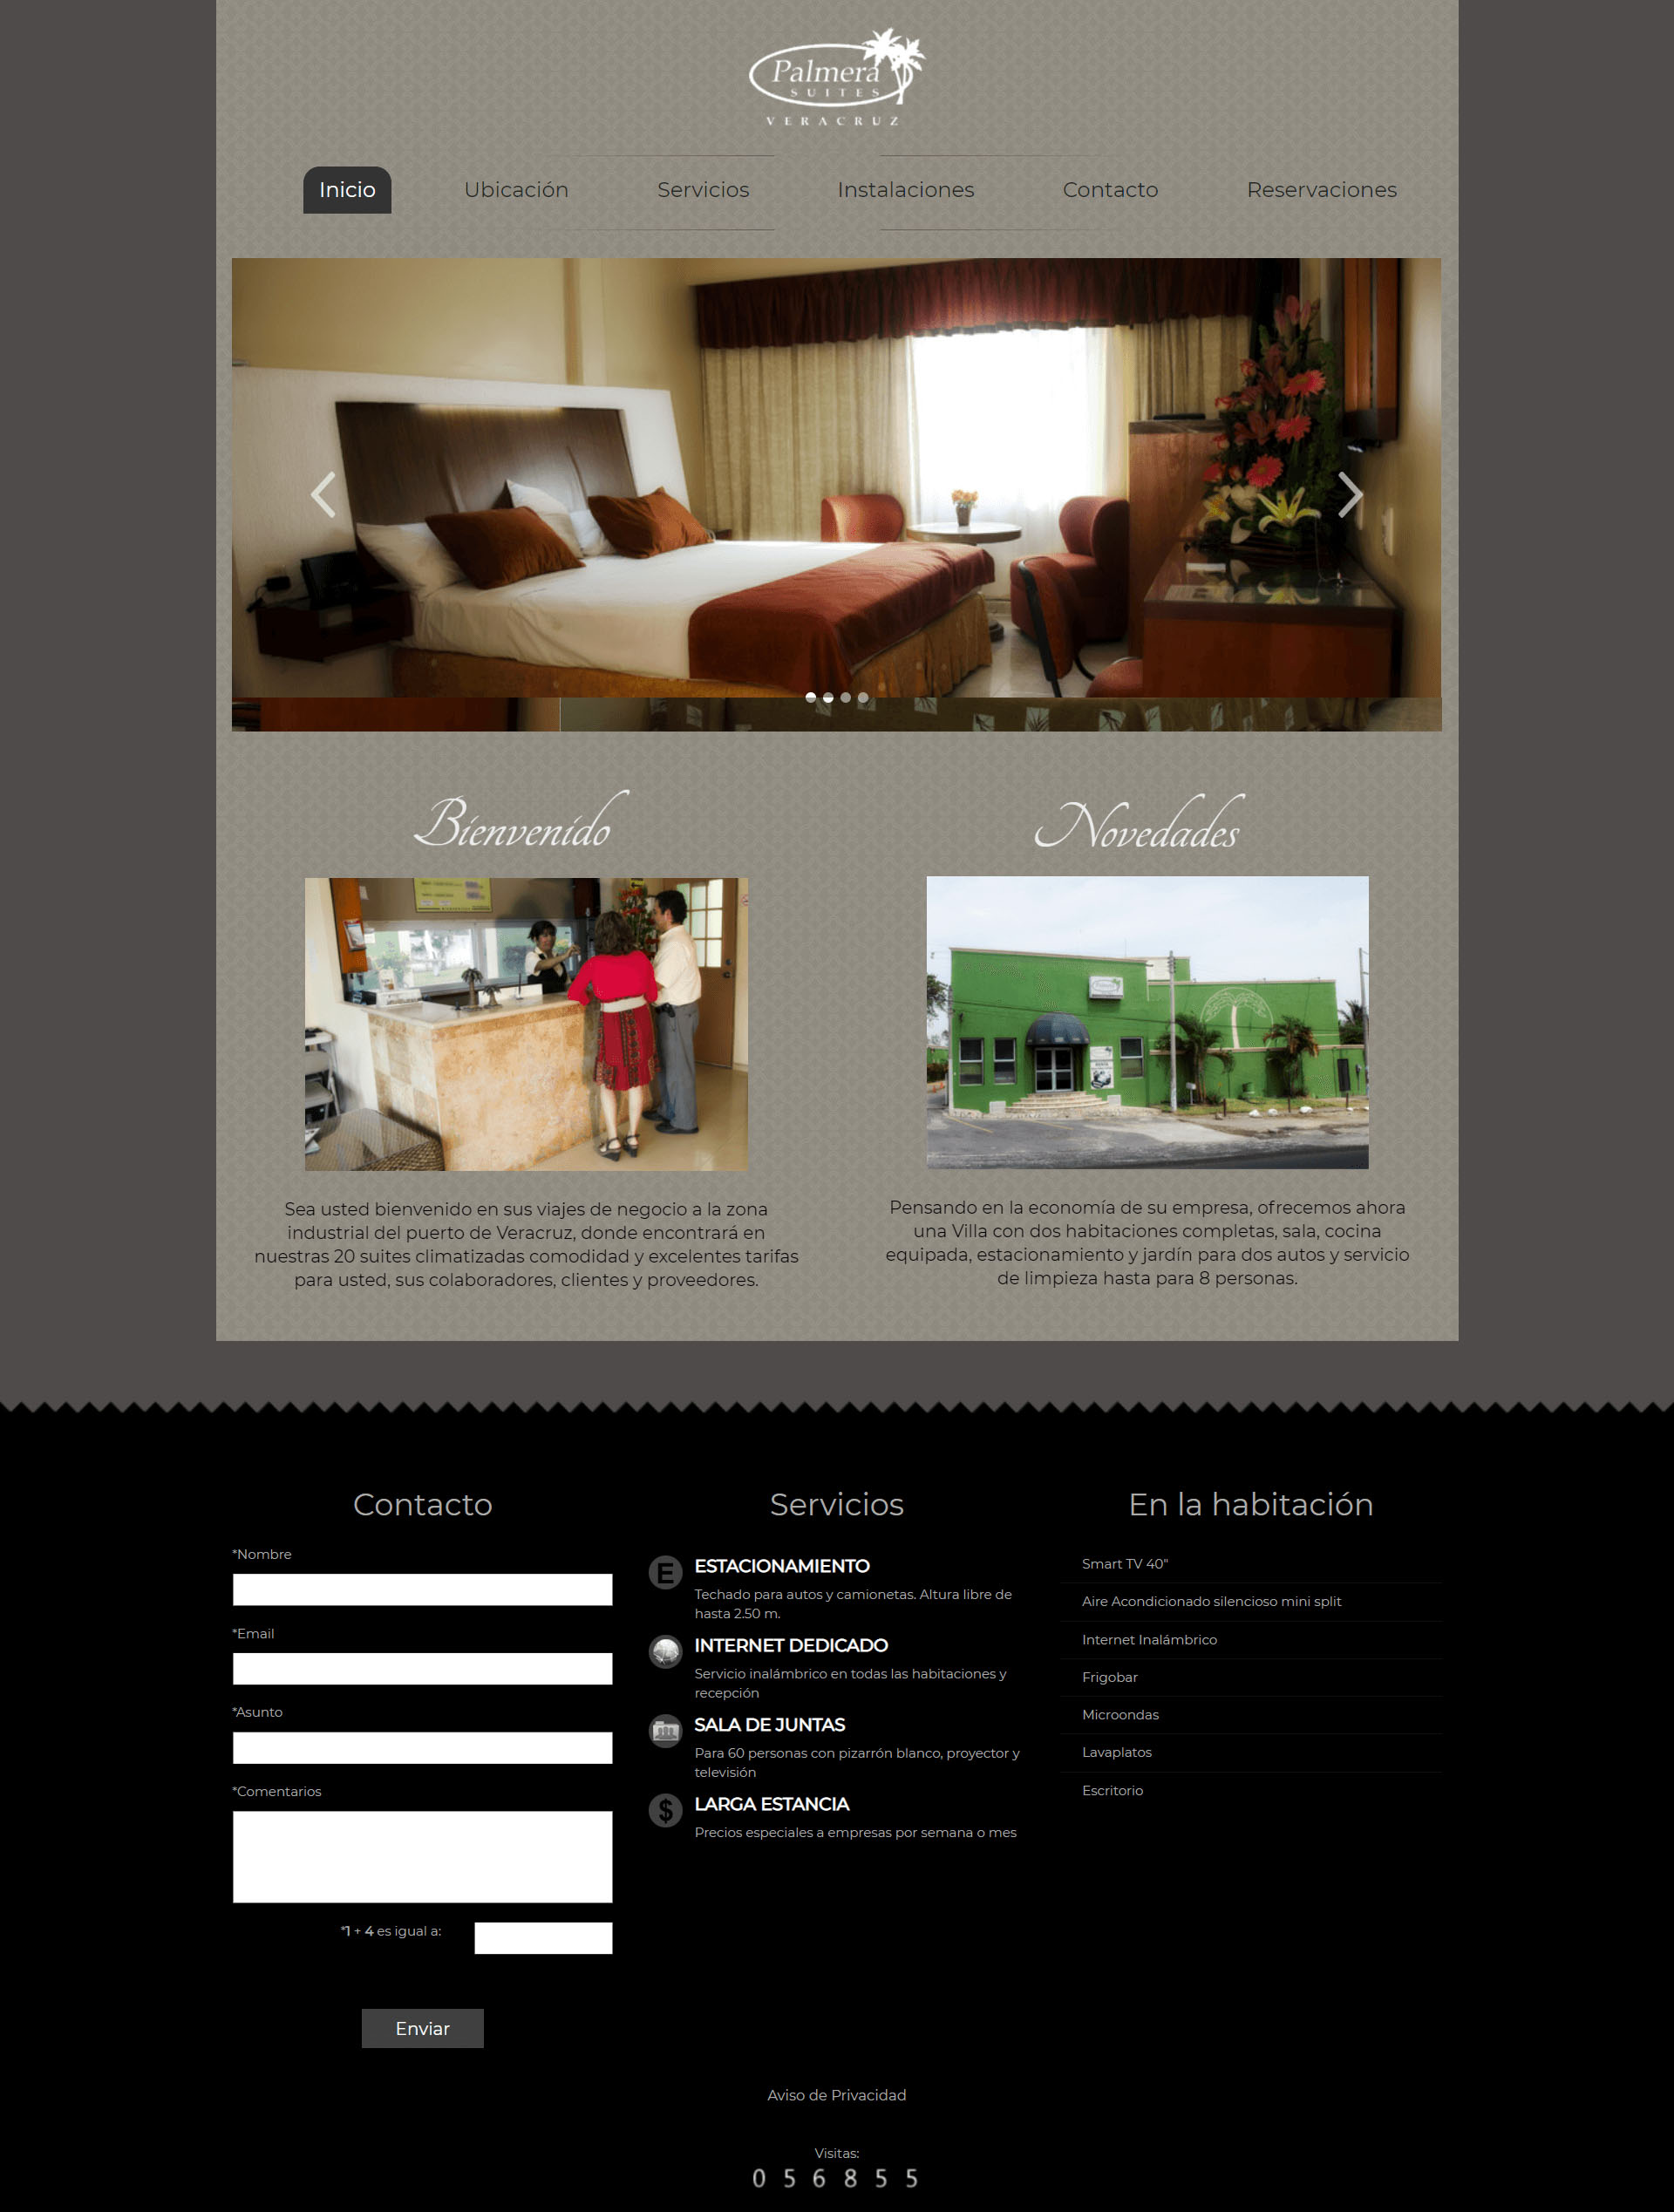 Palmera
SUITES
VERACRUZ
Inicio
Ubicación
Servicios
Instalaciones
Contacto
Reservaciones
Bienvenido
Sea usted bienvenido en sus viajes de negocio a la zona
industrial del puerto de Veracruz, donde encontrará en
nuestras 20 suites climatizadas comodidad y excelentes tarifas
para usted, sus colaboradores, clientes y proveedores.
Novedades
Pensando en la economía de su empresa, ofrecemos ahora
una Villa con dos habitaciones completas, sala, cocina
equipada, estacionamiento y jardín para dos autos y servicio
de limpieza hasta para 8 personas.
Contacto
*Nombre
*Email
*Asunto
*Comentarios
*1 + 4 es igual a:
Enviar
Servicios
E
ESTACIONAMIENTO
Techado para autos y camionetas. Altura libre de
hasta 2.50 m.
INTERNET DEDICADO
Servicio inalámbrico en todas las habitaciones y
recepción
SALA DE JUNTAS
Para 60 personas con pizarrón blanco, proyector y
televisión
$
LARGA ESTANCIA
Precios especiales a empresas por semana o mes
En la habitación
Smart TV 40"
Aire Acondicionado silencioso mini split
Internet Inalámbrico
Frigobar
Microondas
Lavaplatos
Escritorio
Aviso de Privacidad
Visitas:
0 5 6 8 5 5